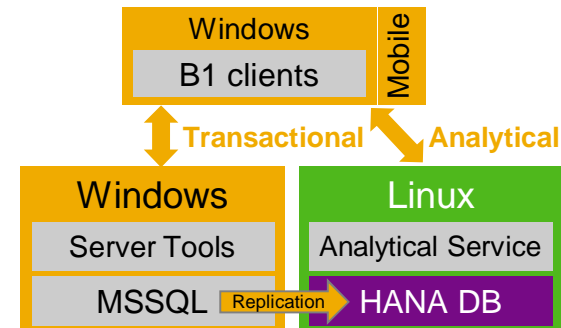 Windows
Mobile
B1 clients
Transactional
Analytical
Windows
Linux
Server Tools
Analytical Service
MSSQL
Replication
HANA DB